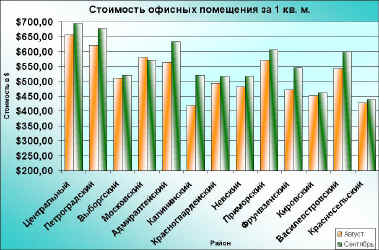 Стоимость офисных помещения за 1 кв. м.
Стоимость в $
$700,00
$650,00
$600,00
$550,00
$500,00
$450,00
$400,00
$350,00
$300,00
$250,00
$200,00
Центральный
Петроградский
Выборгский
Московский
Адмиралтейский
Калининский
Красногвардейский
Невский
Приморский
Фрунзенский
Кировский
Василеостровский
Красносельский
Район
Август
Сентябрь